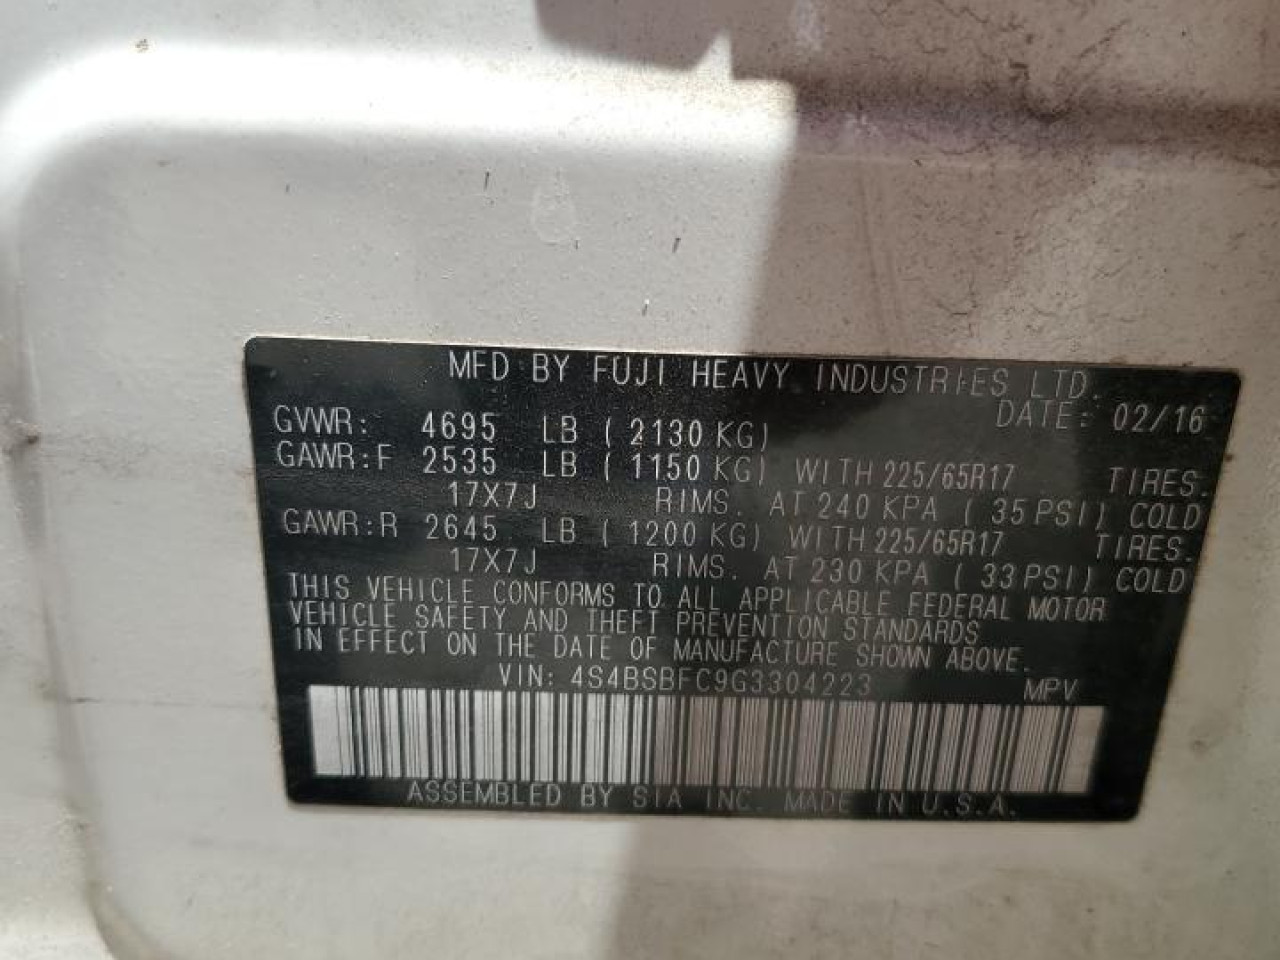 MFD BY FUJI HEAVY INDUSTRIES LTD.
DATE: 02/16
GVWR: 4695 LB ( 2130 KG)
GAWR:F 2535 LB ( 1150 KG) WITH 225/65R17 TIRES.
17X7J RIMS. AT 240 KPA ( 35 PSI) COLD
GAWR:R 2645 LB ( 1200 KG) WITH 225/65R17 TIRES.
17X7J RIMS. AT 230 KPA ( 33 PSI) COLD
THIS VEHICLE CONFORMS TO ALL APPLICABLE FEDERAL MOTOR
VEHICLE SAFETY AND THEFT PREVENTION STANDARDS
IN EFFECT ON THE DATE OF MANUFACTURE SHOWN ABOVE.
VIN: 4S4BSBFC9G3304223 MPV
ASSEMBLED BY SIA INC. MADE IN U.S.A.